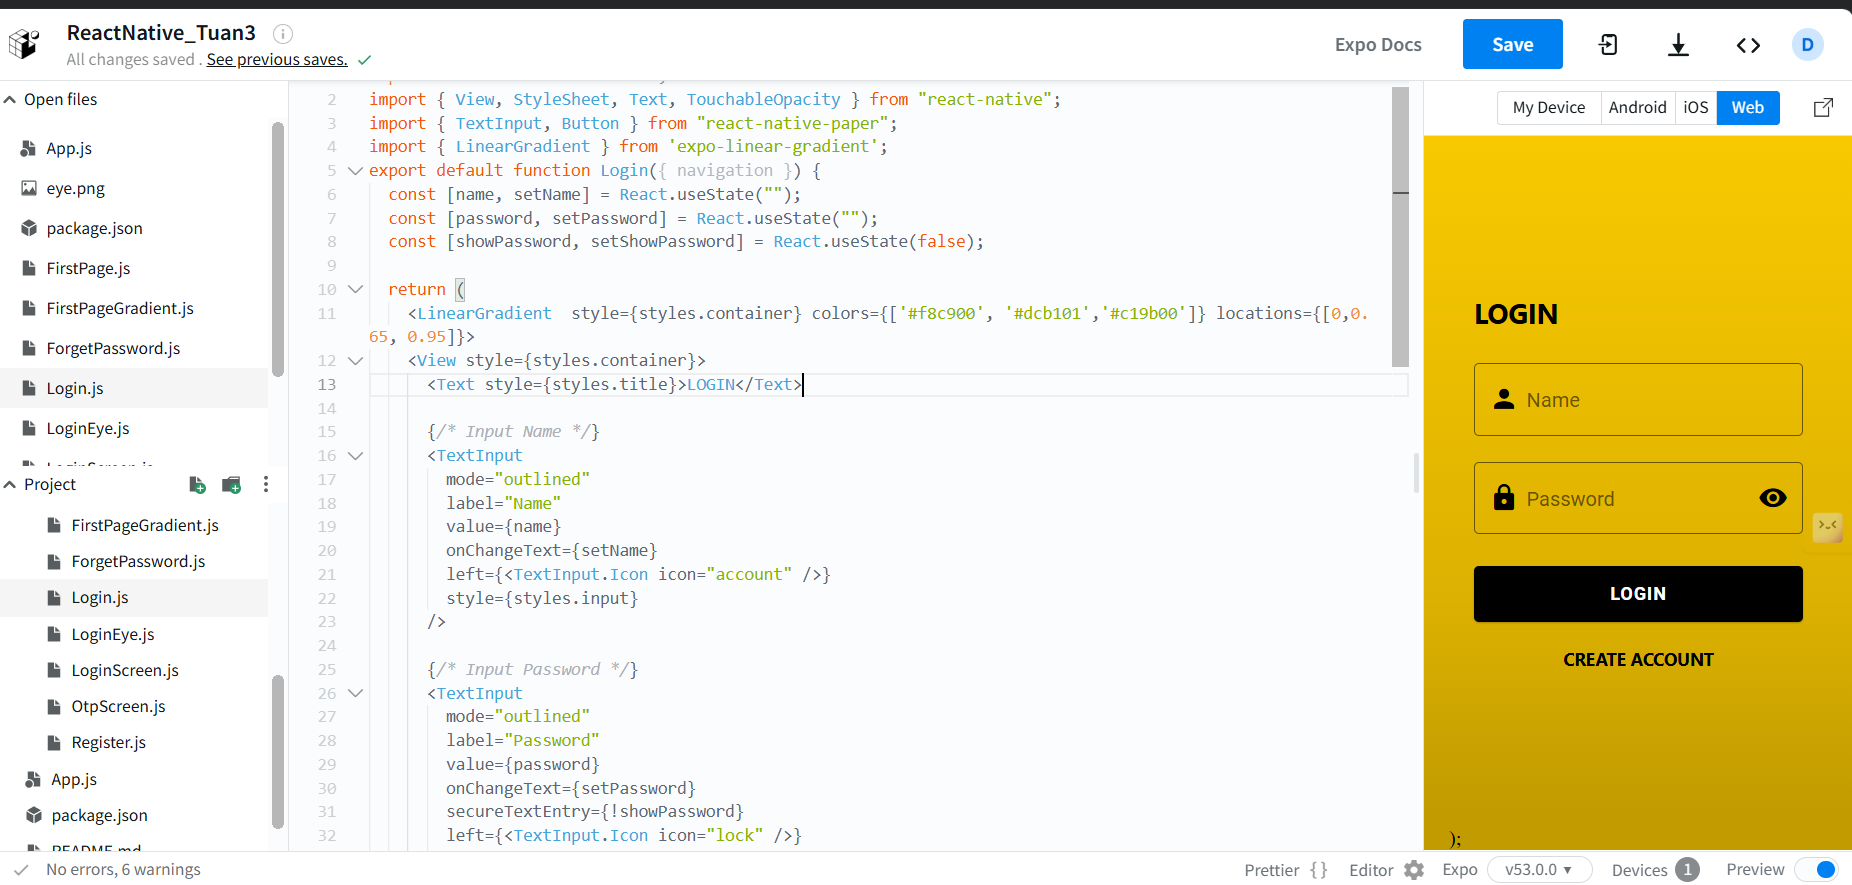 ReactNative_Tuan3
All changes saved . See previous saves.
Expo Docs
Save
D
Open files
App.js
eye.png
package.json
FirstPage.js
FirstPageGradient.js
ForgetPassword.js
Login.js
LoginEye.js
Project
FirstPageGradient.js
ForgetPassword.js
Login.js
LoginEye.js
LoginScreen.js
OtpScreen.js
Register.js
App.js
package.json
README.md
2 import { View, StyleSheet, Text, TouchableOpacity } from "react-native";
3 import { TextInput, Button } from "react-native-paper";
4 import { LinearGradient } from 'expo-linear-gradient';
5 export default function Login({ navigation }) {
6 const [name, setName] = React.useState("");
7 const [password, setPassword] = React.useState("");
8 const [showPassword, setShowPassword] = React.useState(false);
9
10 return (
11 <LinearGradient  style={styles.container} colors={['#f8c900', '#dcb101','#c19b00']} locations={[0,0.
65, 0.95]}>
12 <View style={styles.container}>
13 <Text style={styles.title}>LOGIN</Text>
14
15 {/* Input Name */}
16 <TextInput
17 mode="outlined"
18 label="Name"
19 value={name}
20 onChangeText={setName}
21 left={<TextInput.Icon icon="account" />}
22 style={styles.input}
23 />
24
25 {/* Input Password */}
26 <TextInput
27 mode="outlined"
28 label="Password"
29 value={password}
30 onChangeText={setPassword}
31 secureTextEntry={!showPassword}
32 left={<TextInput.Icon icon="lock" />}
My Device Android iOS Web
LOGIN
Name
Password
LOGIN
CREATE ACCOUNT
);
No errors, 6 warnings
Prettier {} Editor Expo v53.0.0 Devices 1 Preview